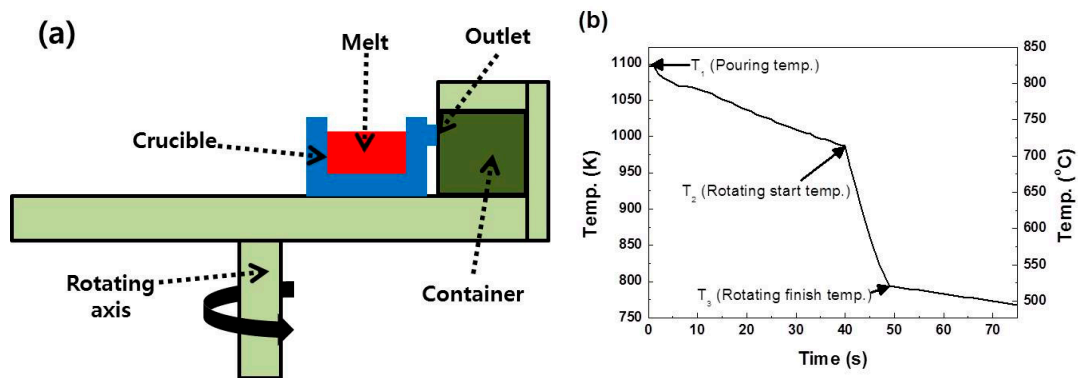 (a)
Melt
Outlet
Crucible
Rotating
axis
Container
(b)
T1 (Pouring temp.)
T2 (Rotating start temp.)
T3 (Rotating finish temp.)
Temp. (K)
1100
1050
1000
950
900
850
800
750
Temp. (oC)
850
800
750
700
650
600
550
500
0 10 20 30 40 50 60 70
Time (s)